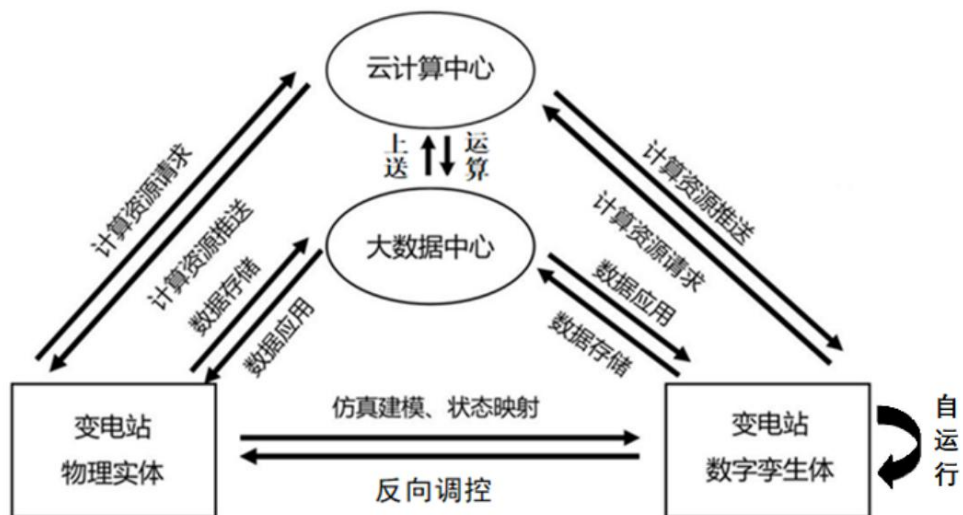 云计算中心
上送
运算
大数据中心
计算资源请求
计算资源推送
数据存储
数据应用
计算资源推送
计算资源请求
数据应用
数据存储
变电站
物理实体
仿真建模、状态映射
反向调控
变电站
数字孪生体
自运行